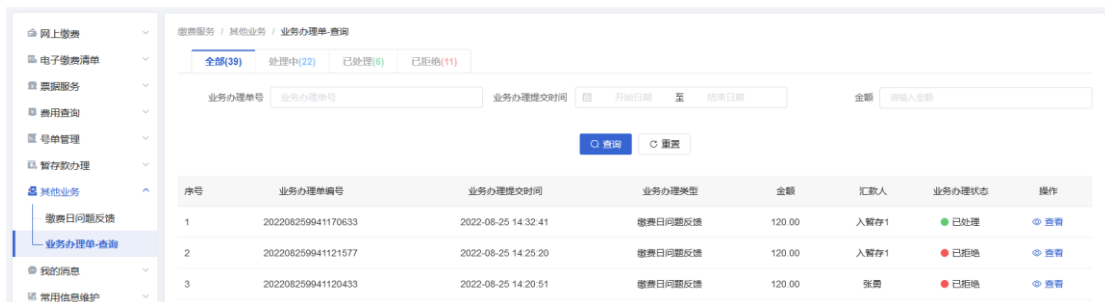 网上缴费
电子缴费清单
票据服务
费用查询
号单管理
暂存款办理
其他业务
缴费日问题反馈
业务办理单-查询
我的消息
常用信息维护
缴费服务 / 其他业务 / 业务办理单-查询
全部(39) 处理中(22) 已处理(6) 已拒绝(11)
业务办理单号 业务办理单号 业务办理提交时间 开始日期 至 结束日期 金额 请输入金额
查询 重置
序号 业务办理单编号 业务办理提交时间 业务办理类型 金额 汇款人 业务办理状态 操作
1 202208259941170633 2022-08-25 14:32:41 缴费日问题反馈 120.00 入暂存1 已处理 查看
2 202208259941121577 2022-08-25 14:25:20 缴费日问题反馈 120.00 入暂存1 已拒绝 查看
3 202208259941120433 2022-08-25 14:20:51 缴费日问题反馈 120.00 张勇 已拒绝 查看